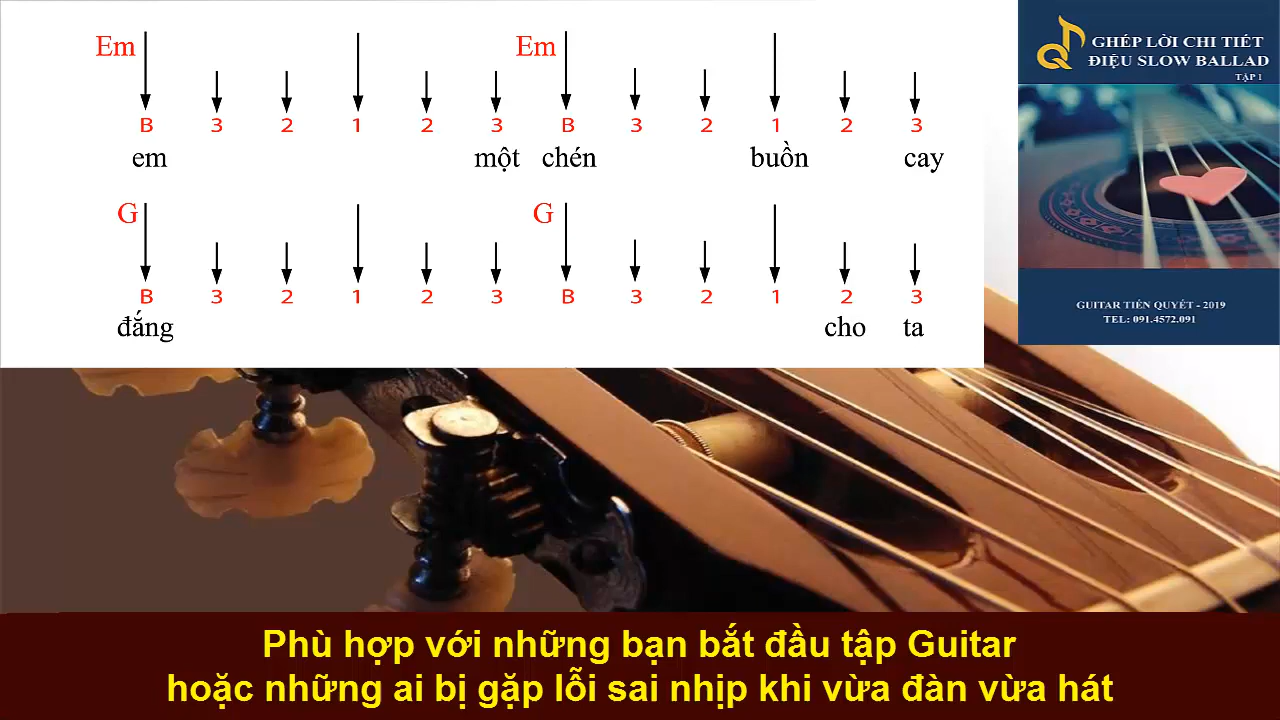 Em Em
B 3 2 1 2 3 B 3 2 1 2 3
em một chén buồn cay
G G
B 3 2 1 2 3 B 3 2 1 2 3
đắng cho ta
GHÉP LỜI CHI TIẾT
ĐIỆU SLOW BALLAD
TẬP 1
GUITAR TIẾN QUYẾT - 2019
TEL: 091.4572.091
Phù hợp với những bạn bắt đầu tập Guitar
hoặc những ai bị gặp lỗi sai nhịp khi vừa đàn vừa hát